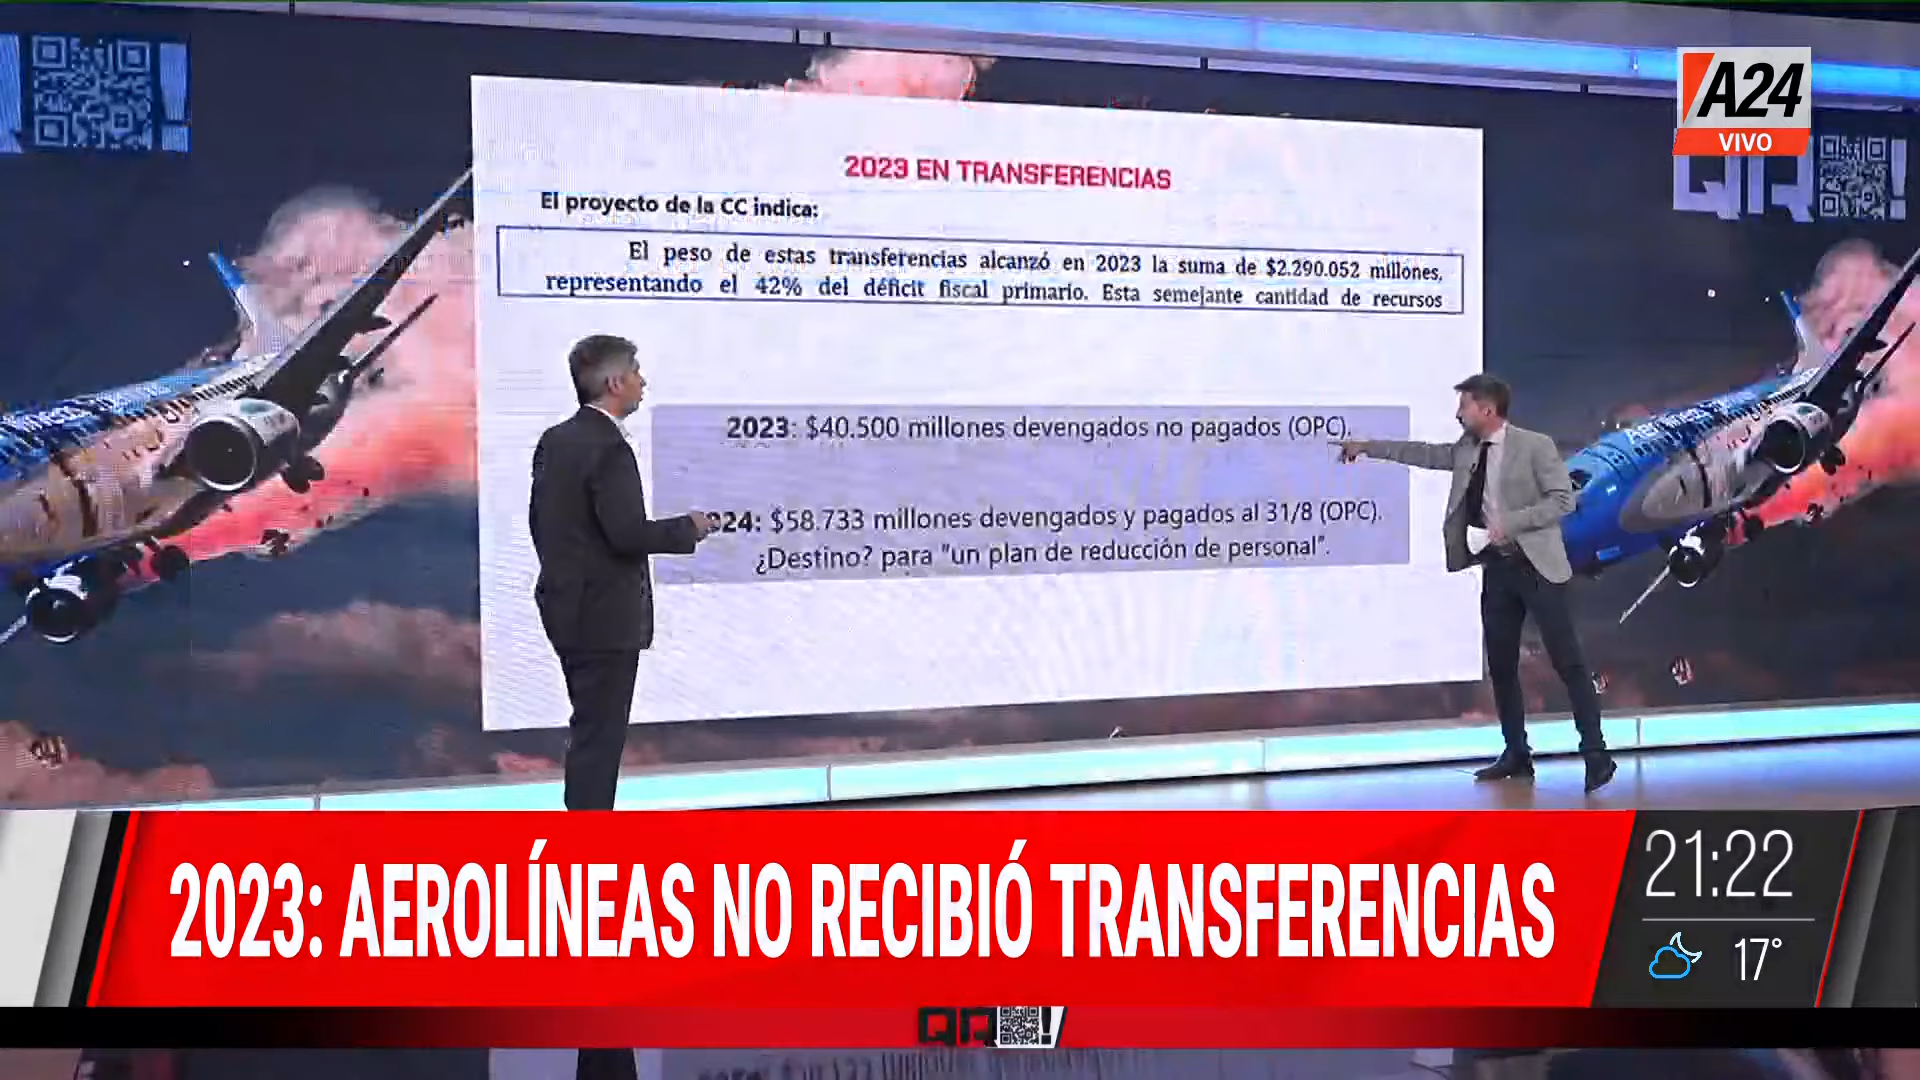 A24
VIVO
2023 EN TRANSFERENCIAS
El proyecto de la CC indica:
El peso de estas transferencias alcanzó en 2023 la suma de $2.290.052 millones,
representando el 42% del déficit fiscal primario. Esta semejante cantidad de recursos
2023: $40.500 millones devengados no pagados (OPC).
024: $58.733 millones devengados y pagados al 31/8 (OPC).
¿Destino? para "un plan de reducción de personal".
2023: AEROLÍNEAS NO RECIBIÓ TRANSFERENCIAS
21:22
17°